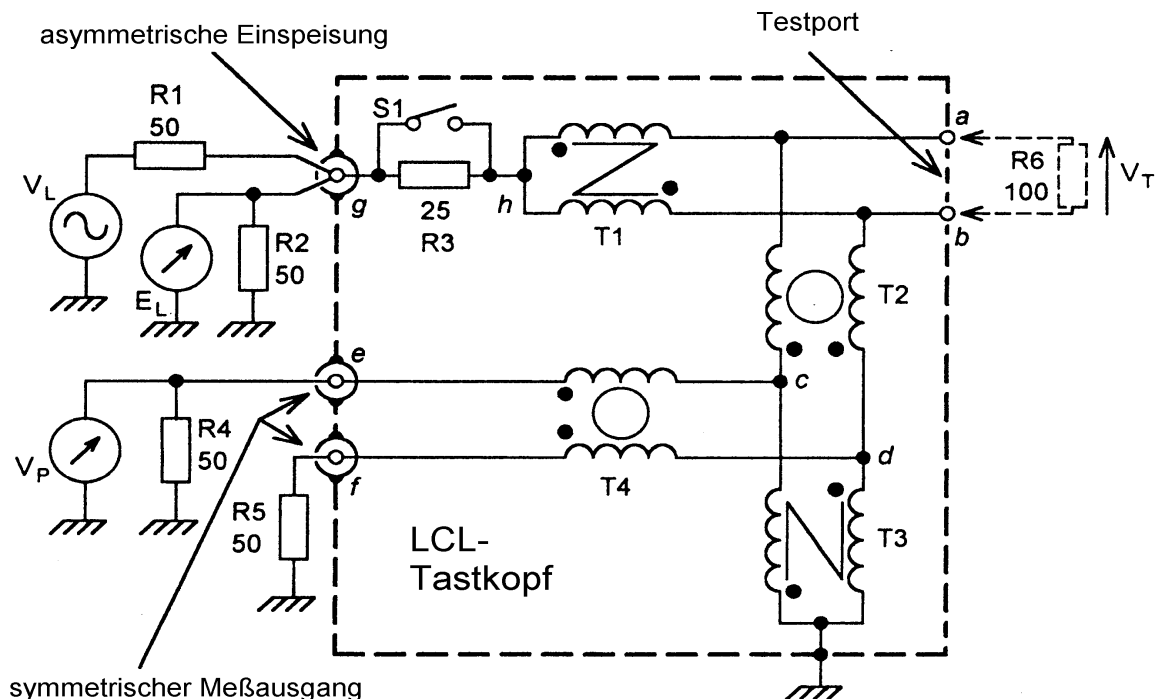 asymmetrische Einspeisung
Testport
R1
50
S1
a
V_L
g
25
R3
h
T1
R6
100
V_T
b
R2
50
E_L
T2
e
c
V_P
R4
50
f
T4
d
R5
50
LCL-
Tastkopf
T3
symmetrischer Meßausgang